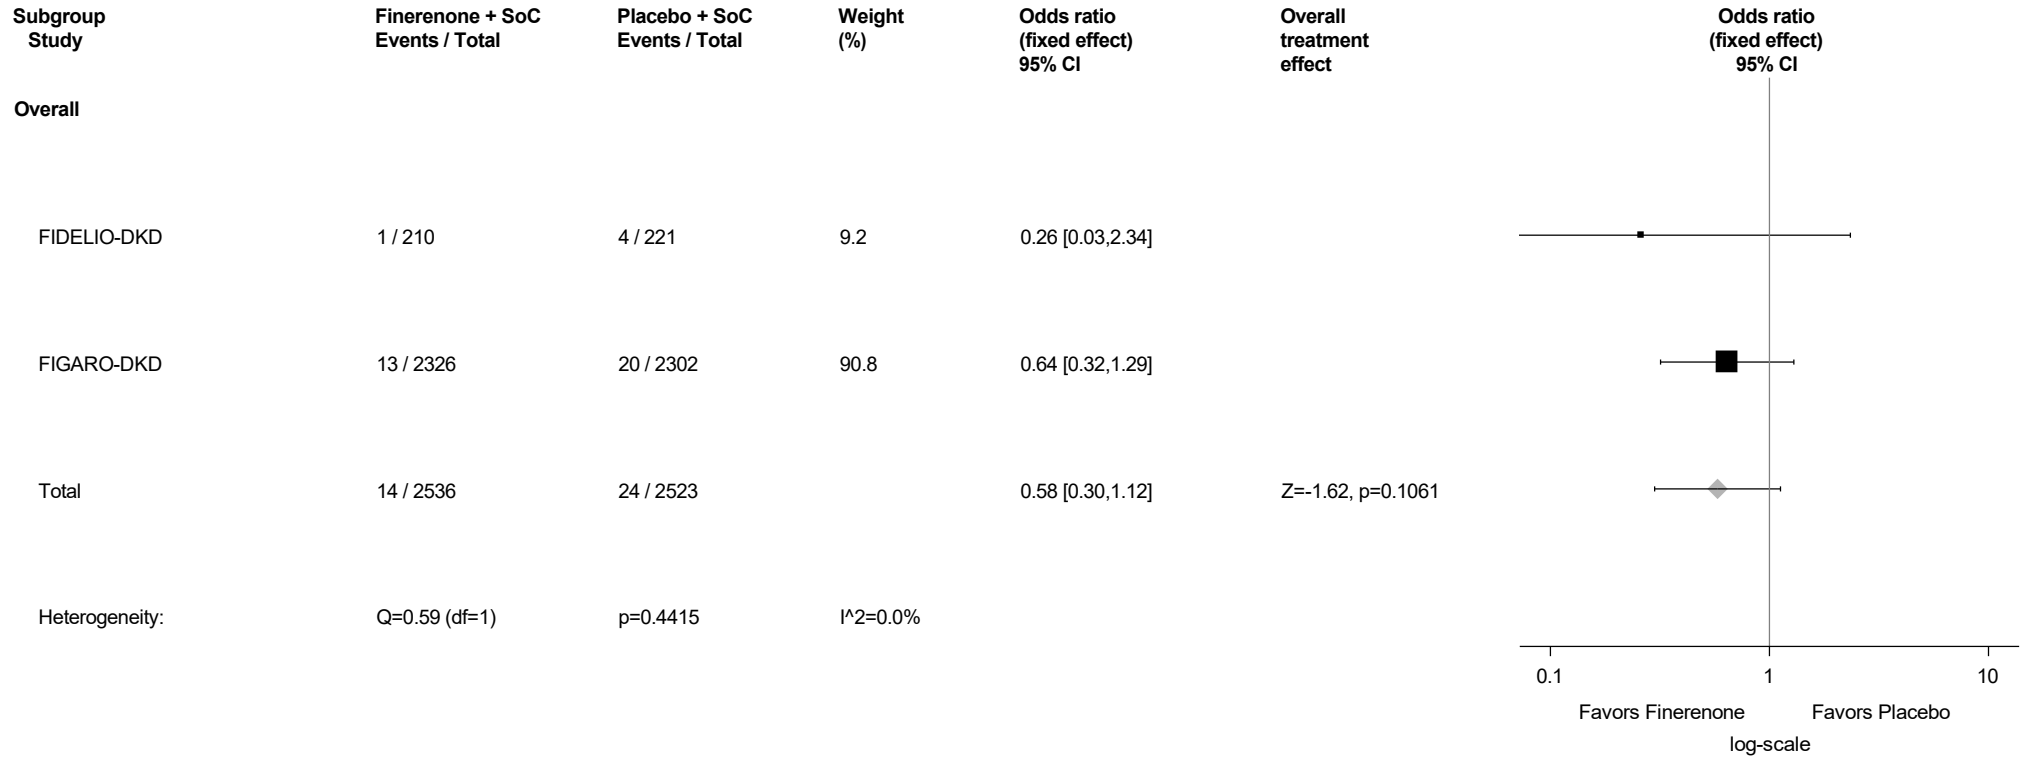 Subgroup Finerenone + SoC Placebo + SoC Weight Odds ratio Overall Odds ratio
Study Events / Total Events / Total (%) (fixed effect) treatment (fixed effect)
95% CI effect 95% CI
Overall
FIDELIO-DKD 1 / 210 4 / 221 9.2 0.26 [0.03,2.34]
FIGARO-DKD 13 / 2326 20 / 2302 90.8 0.64 [0.32,1.29]
Total 14 / 2536 24 / 2523 0.58 [0.30,1.12] Z=-1.62, p=0.1061
Heterogeneity: Q=0.59 (df=1) p=0.4415 I^2=0.0%
0.1 1 10
Favors Finerenone Favors Placebo
log-scale